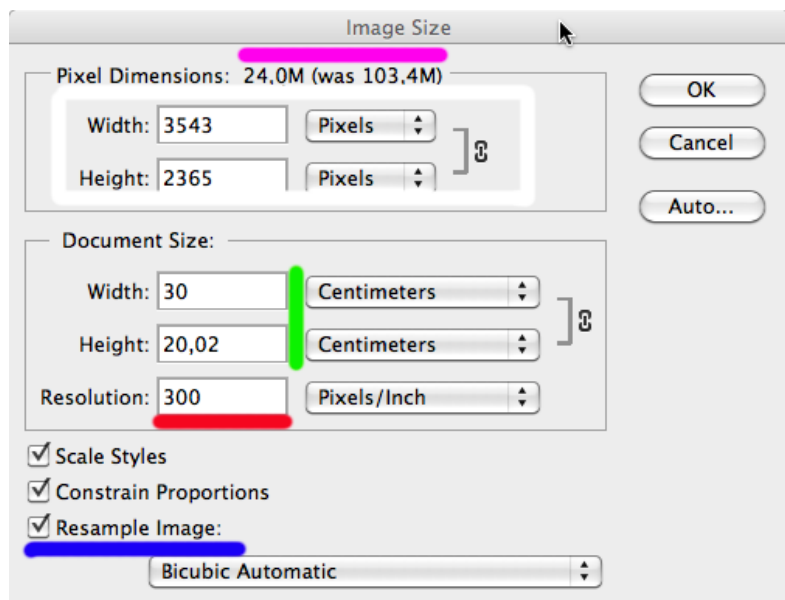 Image Size
Pixel Dimensions: 24,0M (was 103,4M)
OK
Width: 3543 Pixels
Cancel
Height: 2365 Pixels
Auto...
Document Size:
Width: 30 Centimeters
Height: 20,02 Centimeters
Resolution: 300 Pixels/Inch
Scale Styles
Constrain Proportions
Resample Image:
Bicubic Automatic